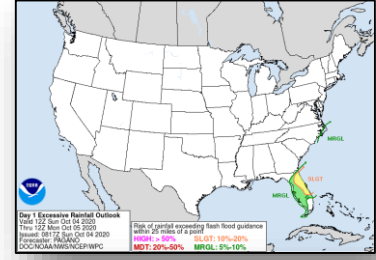 MRGL
SLGT
MRGL
NOAA
Day 1 Excessive Rainfall Outlook
Valid 12Z Sun Oct 04 2020
Thru 12Z Mon Oct 05 2020
Issued: 0817Z Sun Oct 04 2020
Forecaster: PAGANO
DOC/NOAA/NWS/NCEP/WPC
Risk of rainfall exceeding flash flood guidance
within 25 miles of a point
HIGH: > 50% SLGT: 10%-20%
MDT: 20%-50% MRGL: 5%-10%